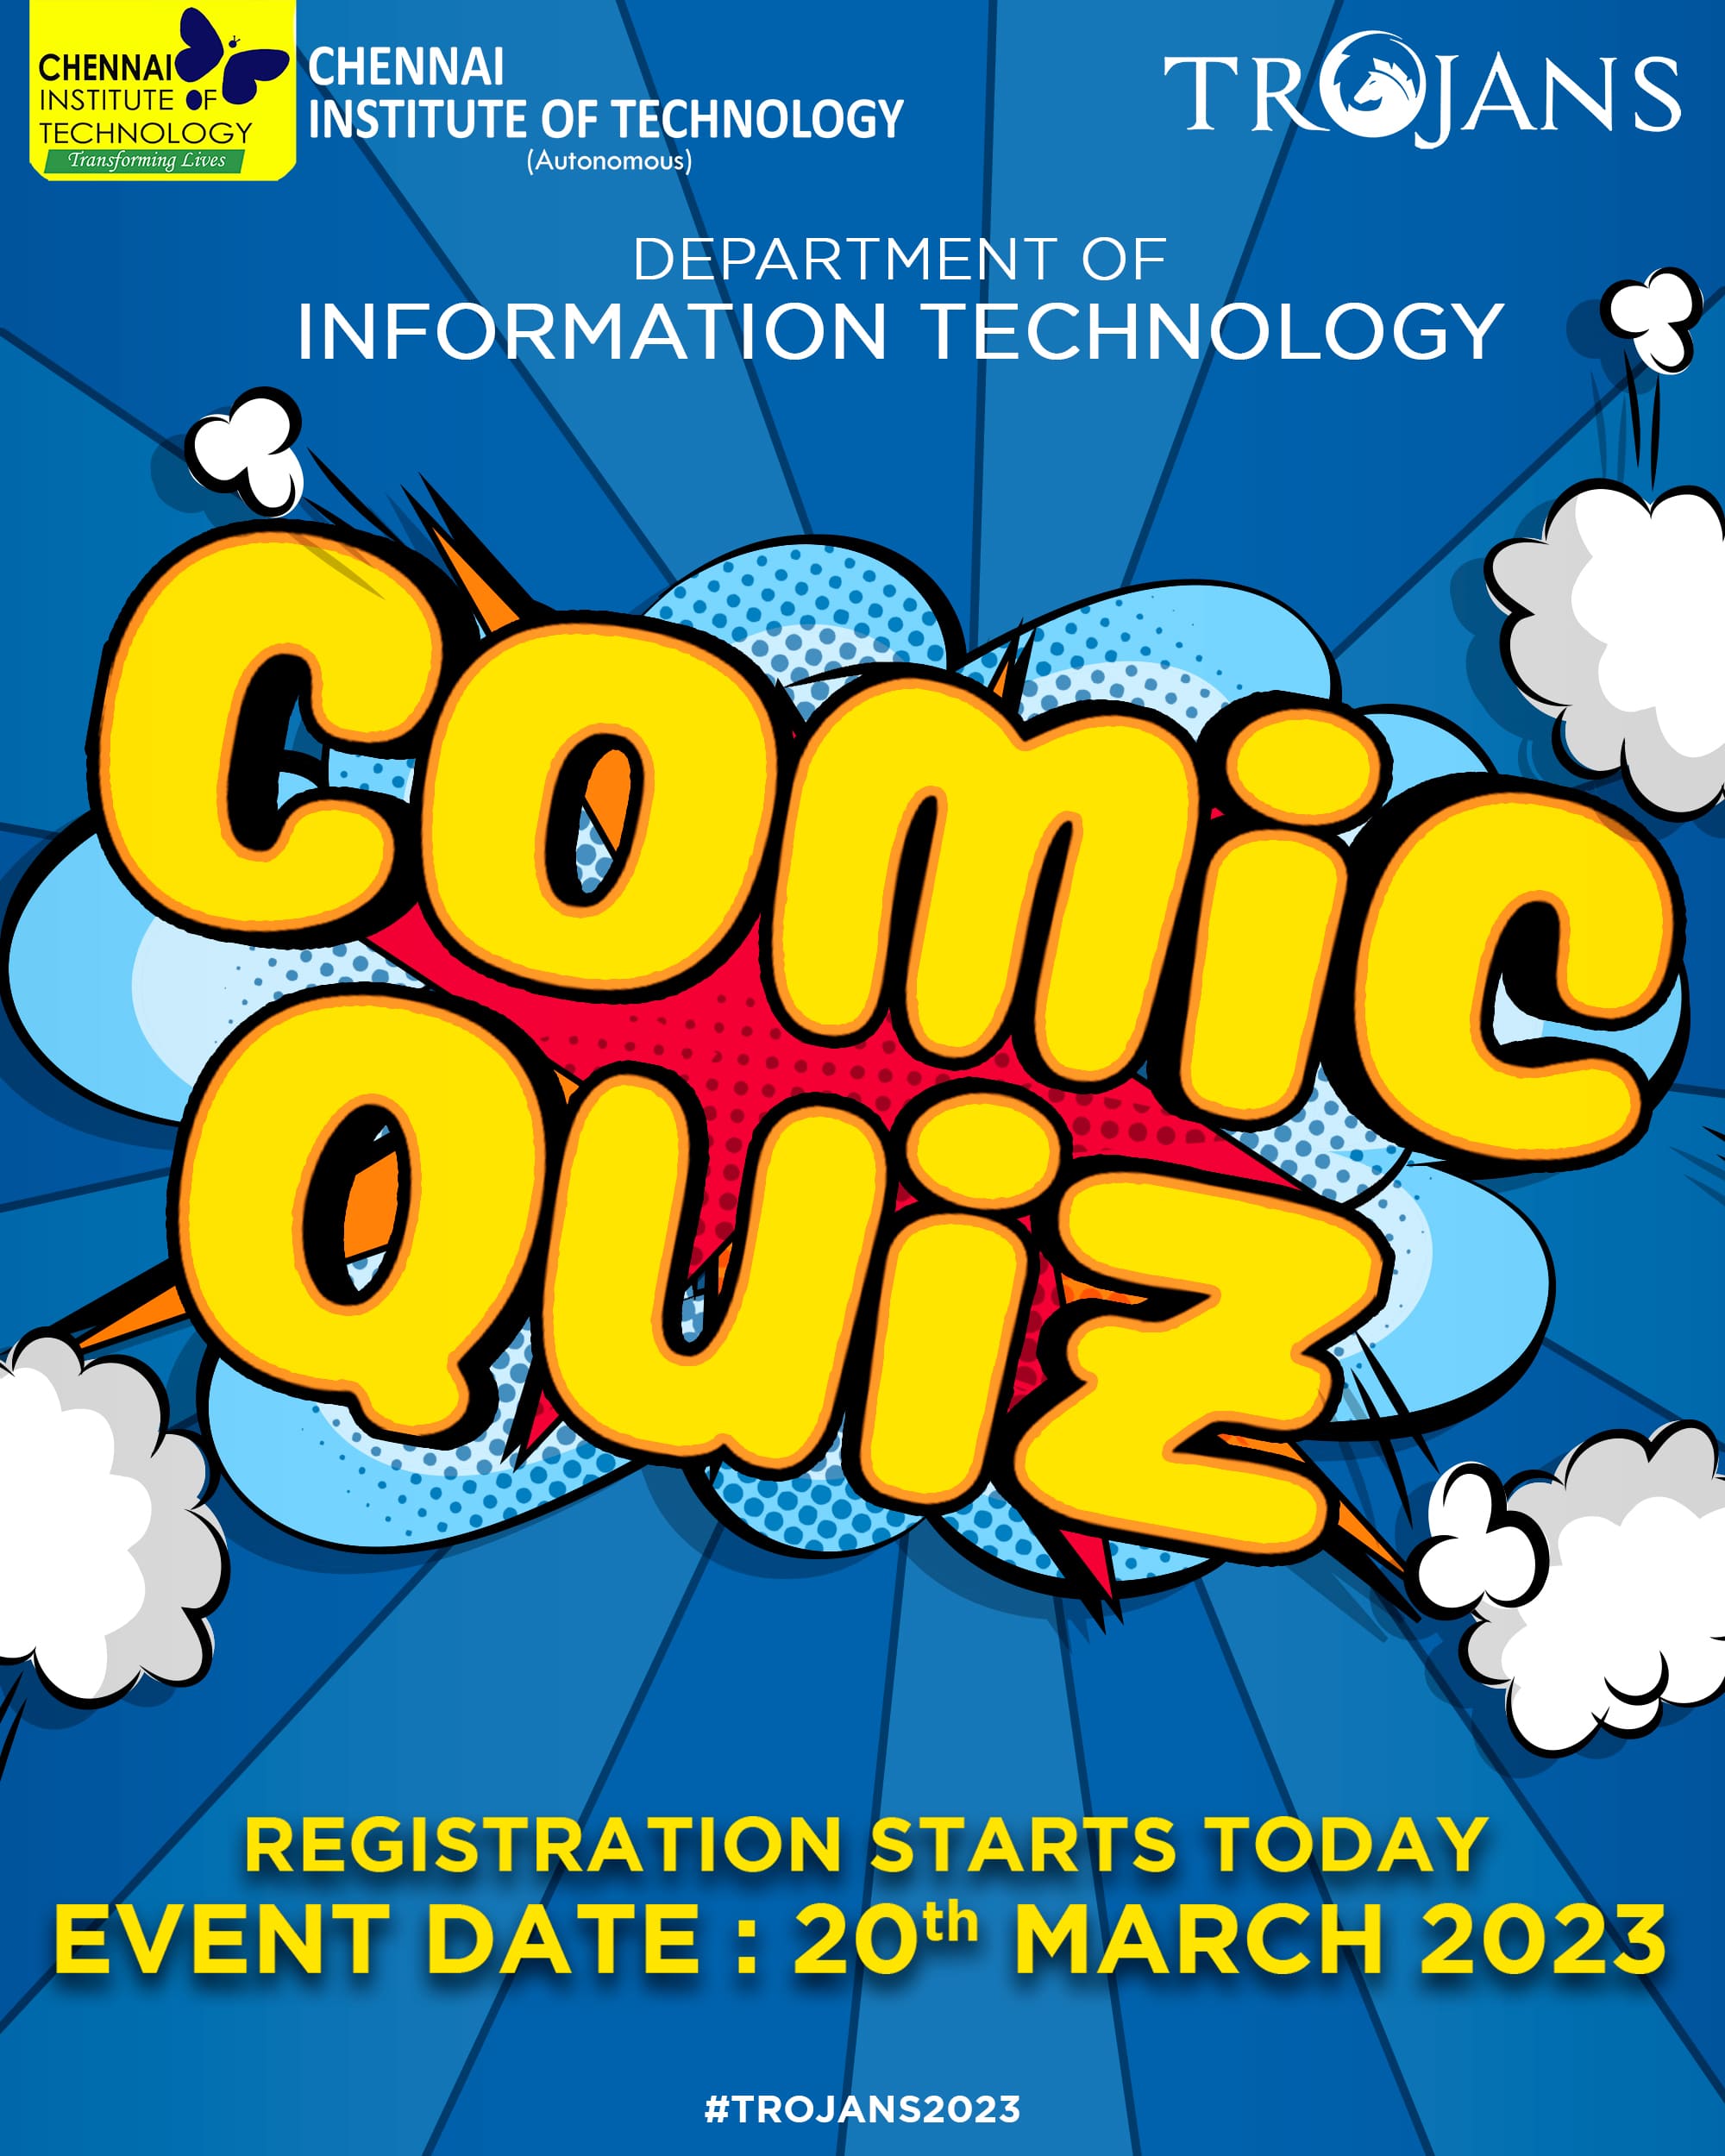 CHENNAI
INSTITUTE OF
TECHNOLOGY
Transforming Lives
CHENNAI
INSTITUTE OF TECHNOLOGY
(Autonomous)
TROJANS
DEPARTMENT OF
INFORMATION TECHNOLOGY
COMiC
QUiZ
REGISTRATION STARTS TODAY
EVENT DATE : 20th MARCH 2023
#TROJANS2023